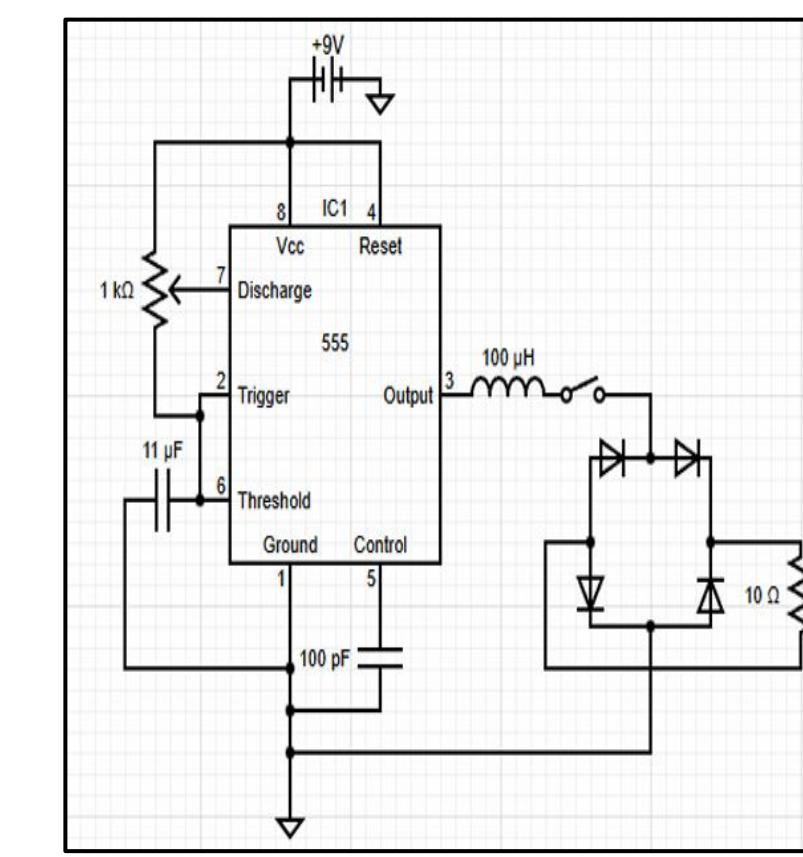 +9V
8 IC1 4
Vcc Reset
1 kΩ
7
Discharge
555
2
Trigger
Output
3
100 µH
11 µF
6
Threshold
Ground Control
1 5
10 Ω
100 pF